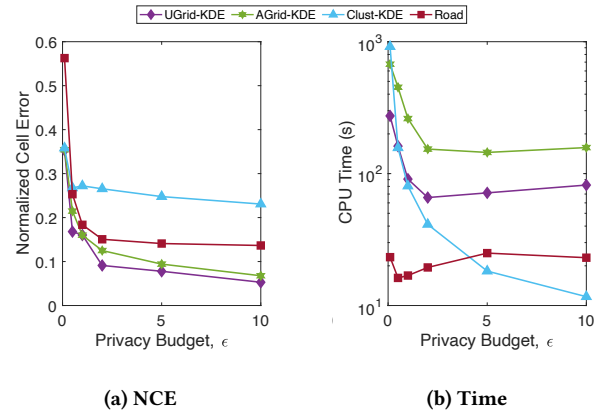 UGrid-KDE AGrid-KDE Clust-KDE Road
0.6
0.5
0.4
0.3
0.2
0.1
0
Normalized Cell Error
0 5 10
Privacy Budget, ϵ
(a) NCE
10³
10²
10¹
CPU Time (s)
0 5 10
Privacy Budget, ϵ
(b) Time